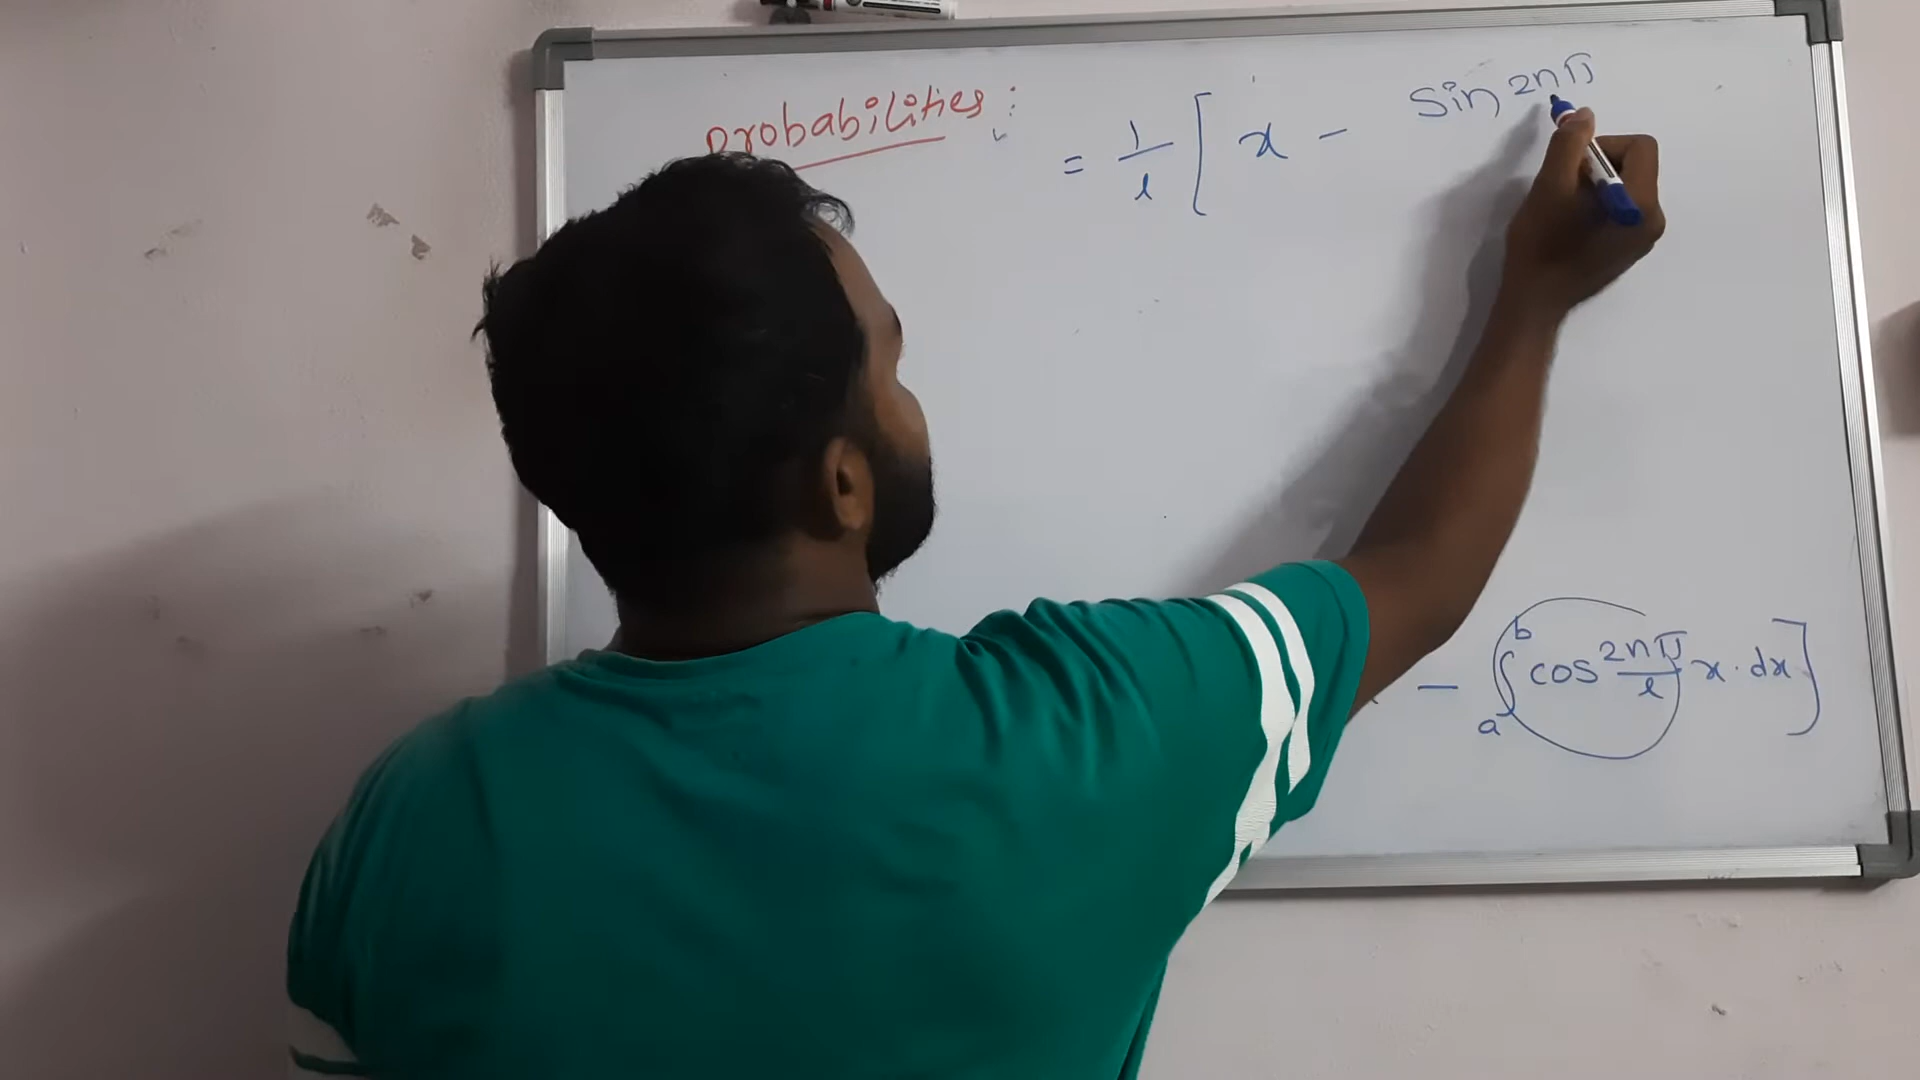 Probabilities :
= 1/l [ x - sin 2nπ
- ∫ₐᵇ cos 2nπ/l x · dx ]